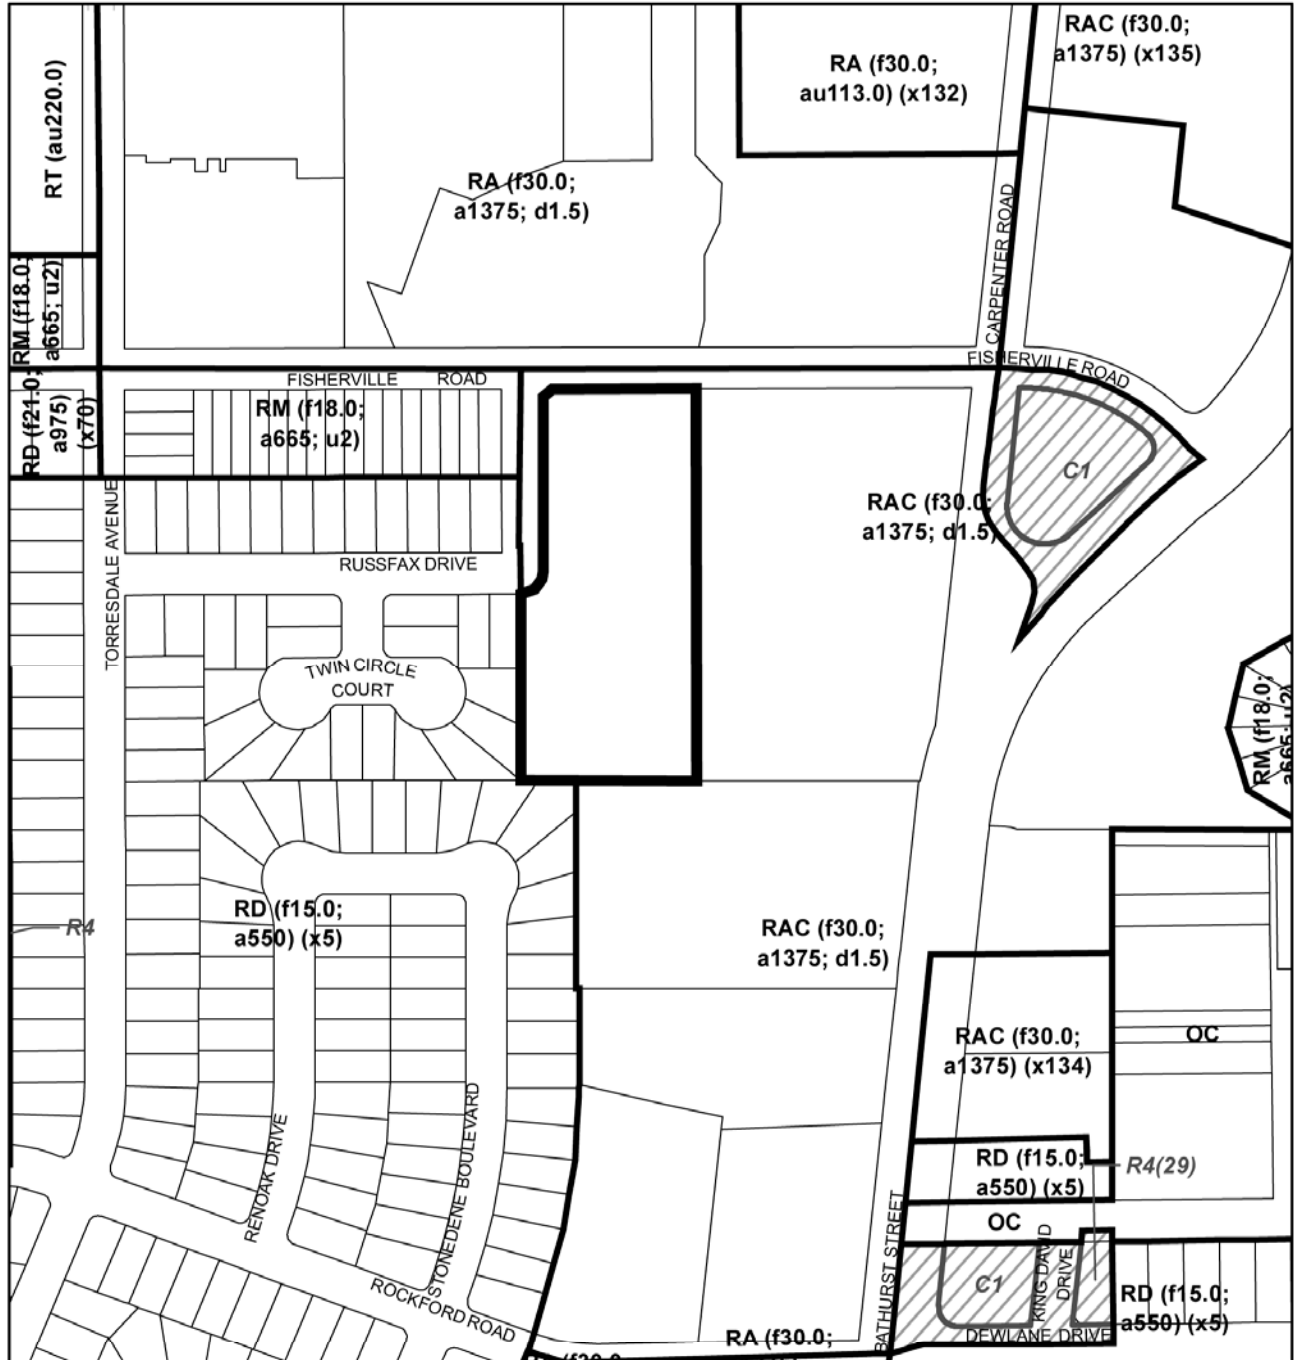 RAC (f30.0;
a1375) (x135)
RA (f30.0;
au113.0) (x132)
RT (au220.0)
RA (f30.0;
a1375; d1.5)
CARPENTER ROAD
RM (f18.0;
a665; u2)
FISHERVILLE ROAD
FISHERVILLE ROAD
RD (f21.0;
a975)
(x70)
RM (f18.0;
a665; u2)
C1
RAC (f30.0;
a1375; d1.5)
TORRESDALE AVENUE
RUSSFAX DRIVE
TWIN CIRCLE
COURT
RM (f18.0;
a665; u2)
RD (f15.0;
a550) (x5)
R4
RAC (f30.0;
a1375; d1.5)
RAC (f30.0;
a1375) (x134)
OC
RENOAK DRIVE
STONEDENE BOULEVARD
RD (f15.0;
a550) (x5)
R4(29)
OC
BATHURST STREET
C1
KING DAVID
DRIVE
RD (f15.0;
a550) (x5)
ROCKFORD ROAD
DEWLANE DRIVE
RA (f30.0;